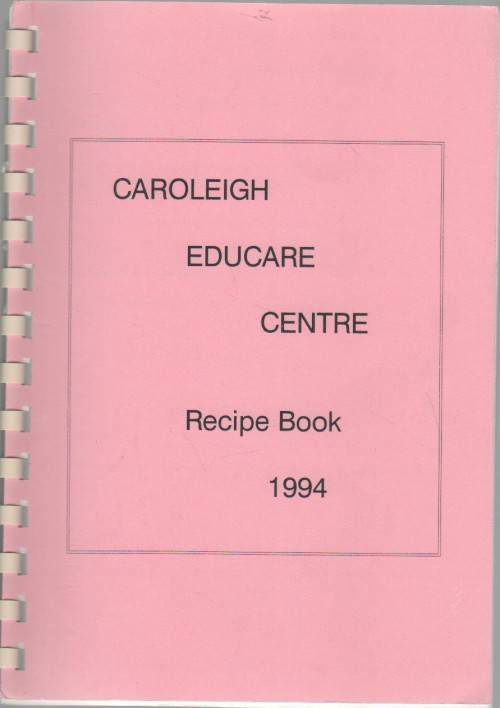 CAROLEIGH
EDUCARE
CENTRE
Recipe Book
1994